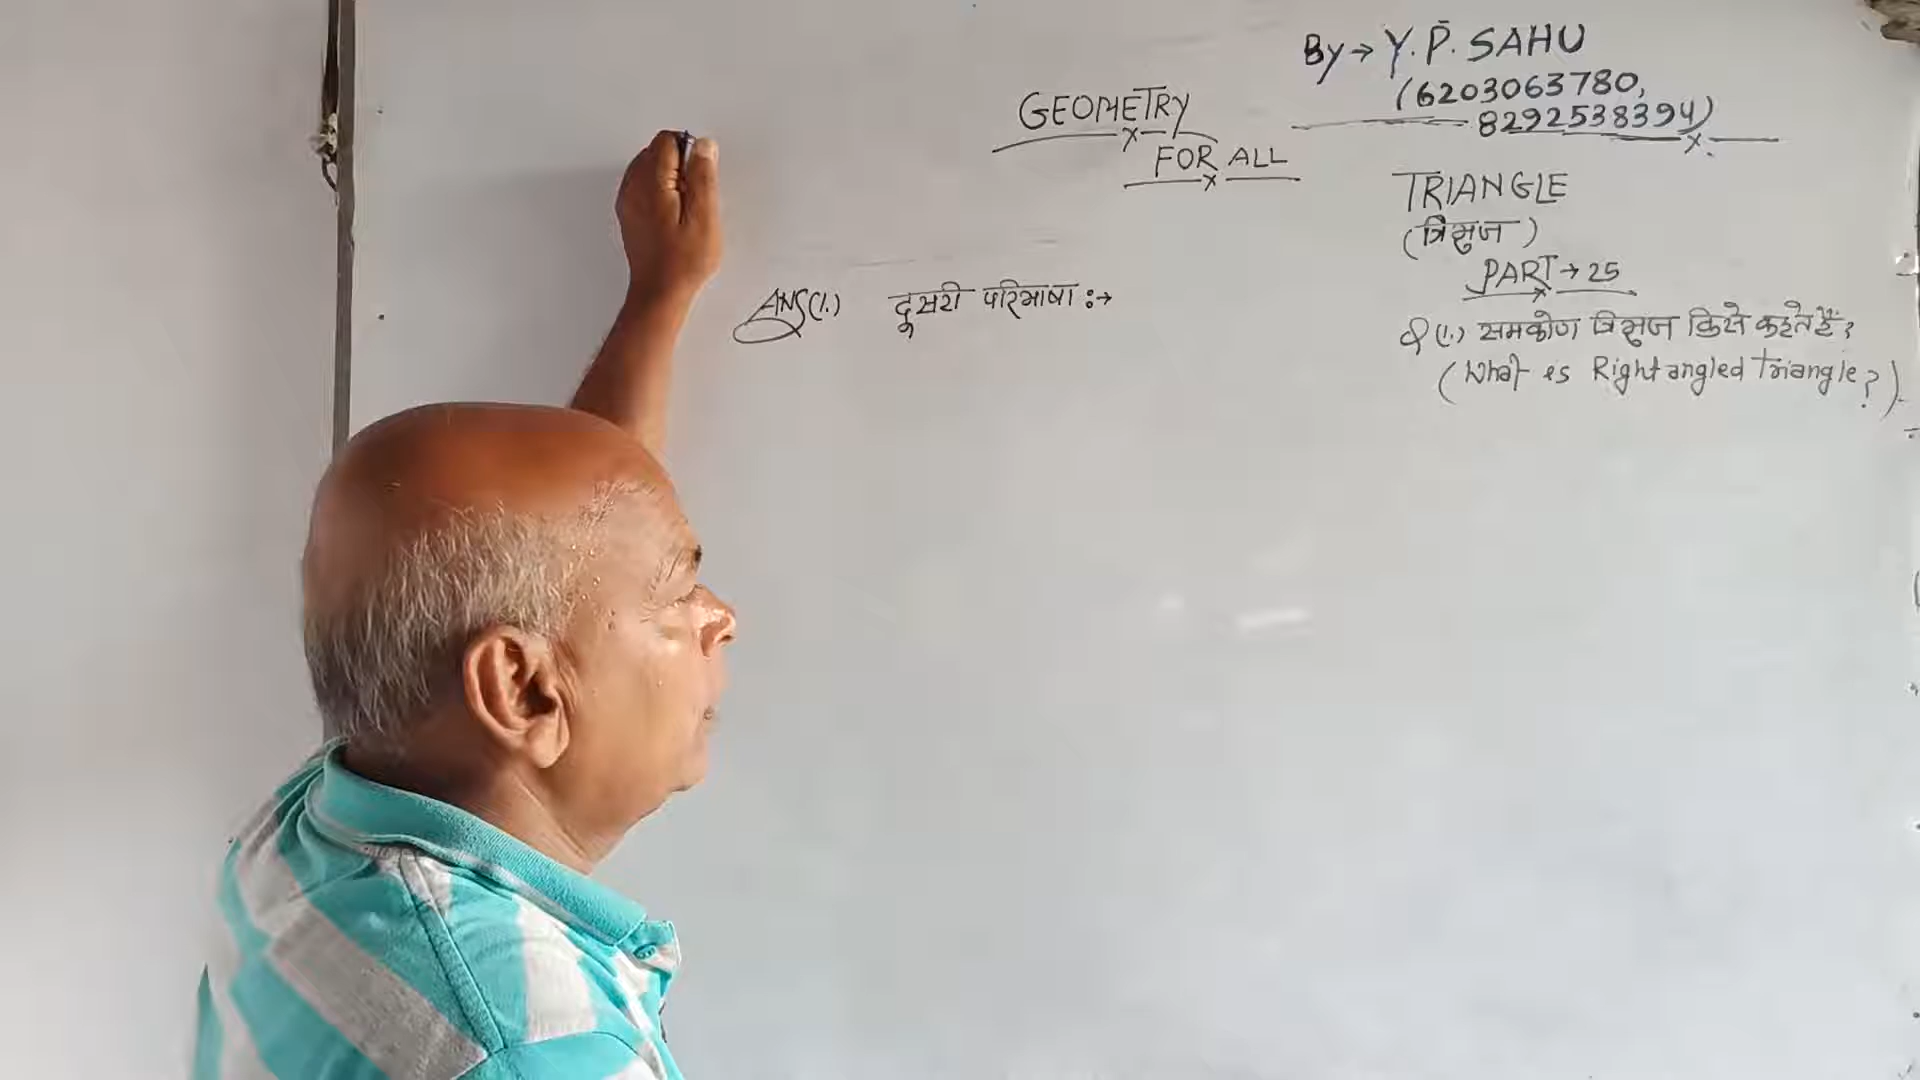 By → Y. P. SAHU
(6203063780,
8292538394)
GEOMETRY
FOR ALL
TRIANGLE
(त्रिभुज)
PART → 25
Q (1.) समकोण त्रिभुज किसे कहते हैं?
(What is Right angled Triangle?)
ANS(1.) दुसरी परिभाषा :→